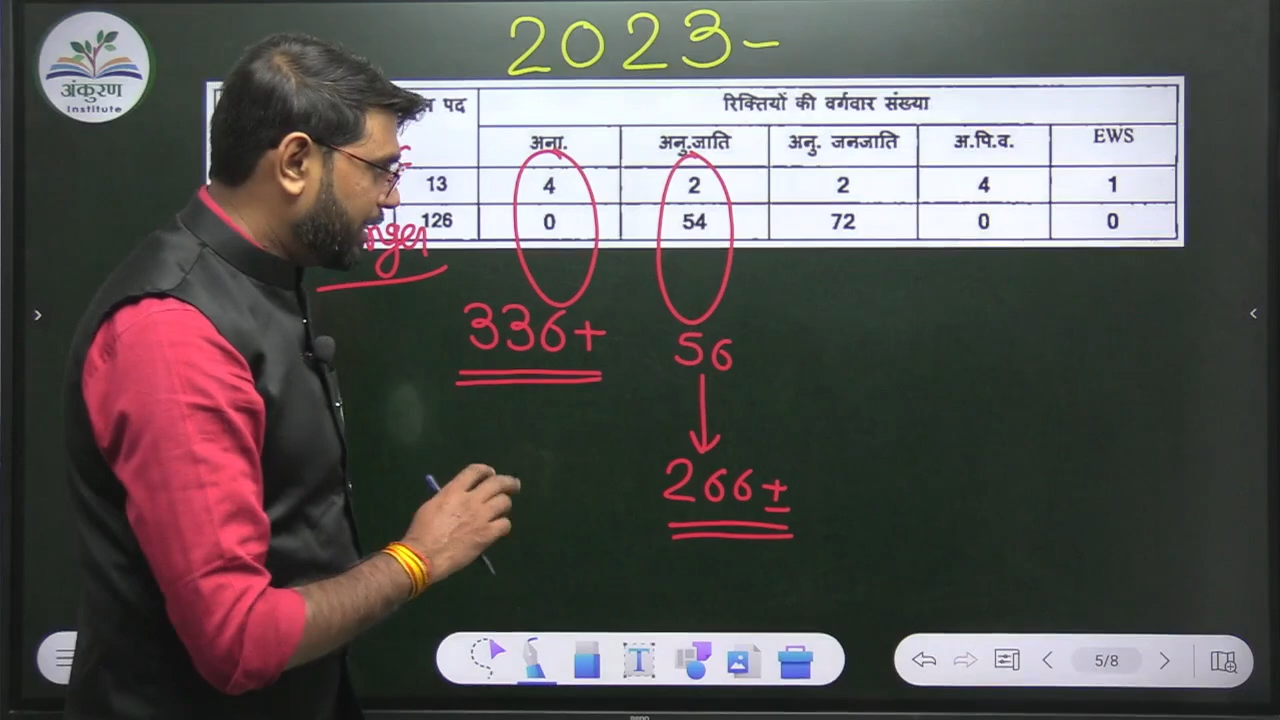 2023-
अंकुरण
Institute
पद रिक्तियों की वर्गवार संख्या
अना. अनु.जाति अनु. जनजाति अ.पि.व. EWS
13 4 2 2 4 1
126 0 54 72 0 0
336+
56
266±
T
5/8